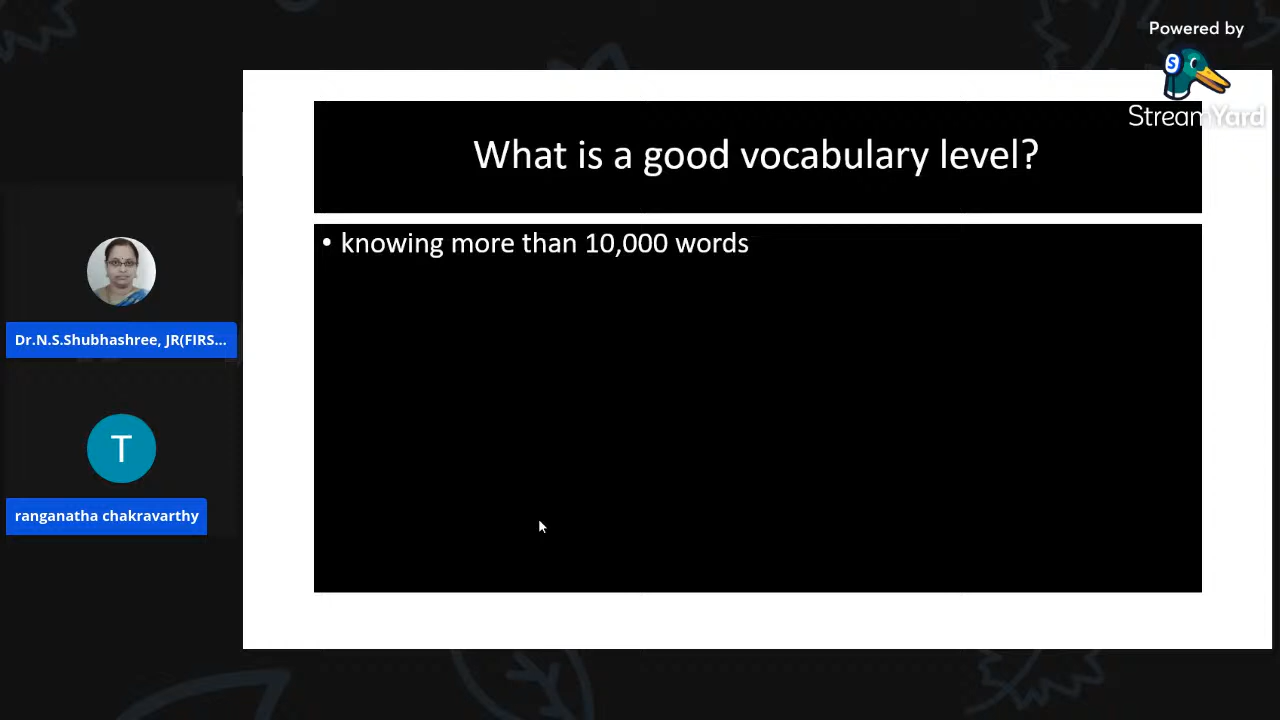 Powered by
StreamYard
What is a good vocabulary level?
• knowing more than 10,000 words
Dr.N.S.Shubhashree, JR(FIRS...
T
ranganatha chakravarthy